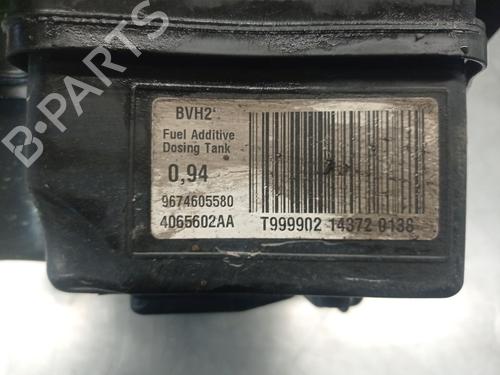 BVH2
Fuel Additive
Dosing Tank
0,94
9674605580
4065602AA
T999902 14372 0138
B-PARTS